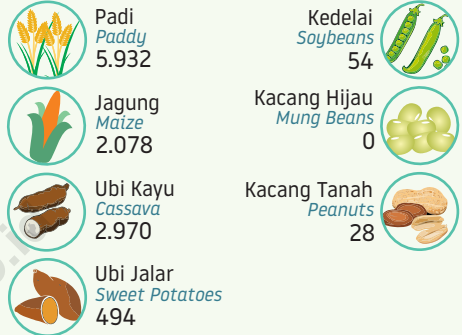 Padi
Paddy
5.932
Jagung
Maize
2.078
Ubi Kayu
Cassava
2.970
Ubi Jalar
Sweet Potatoes
494
Kedelai
Soybeans
54
Kacang Hijau
Mung Beans
0
Kacang Tanah
Peanuts
28